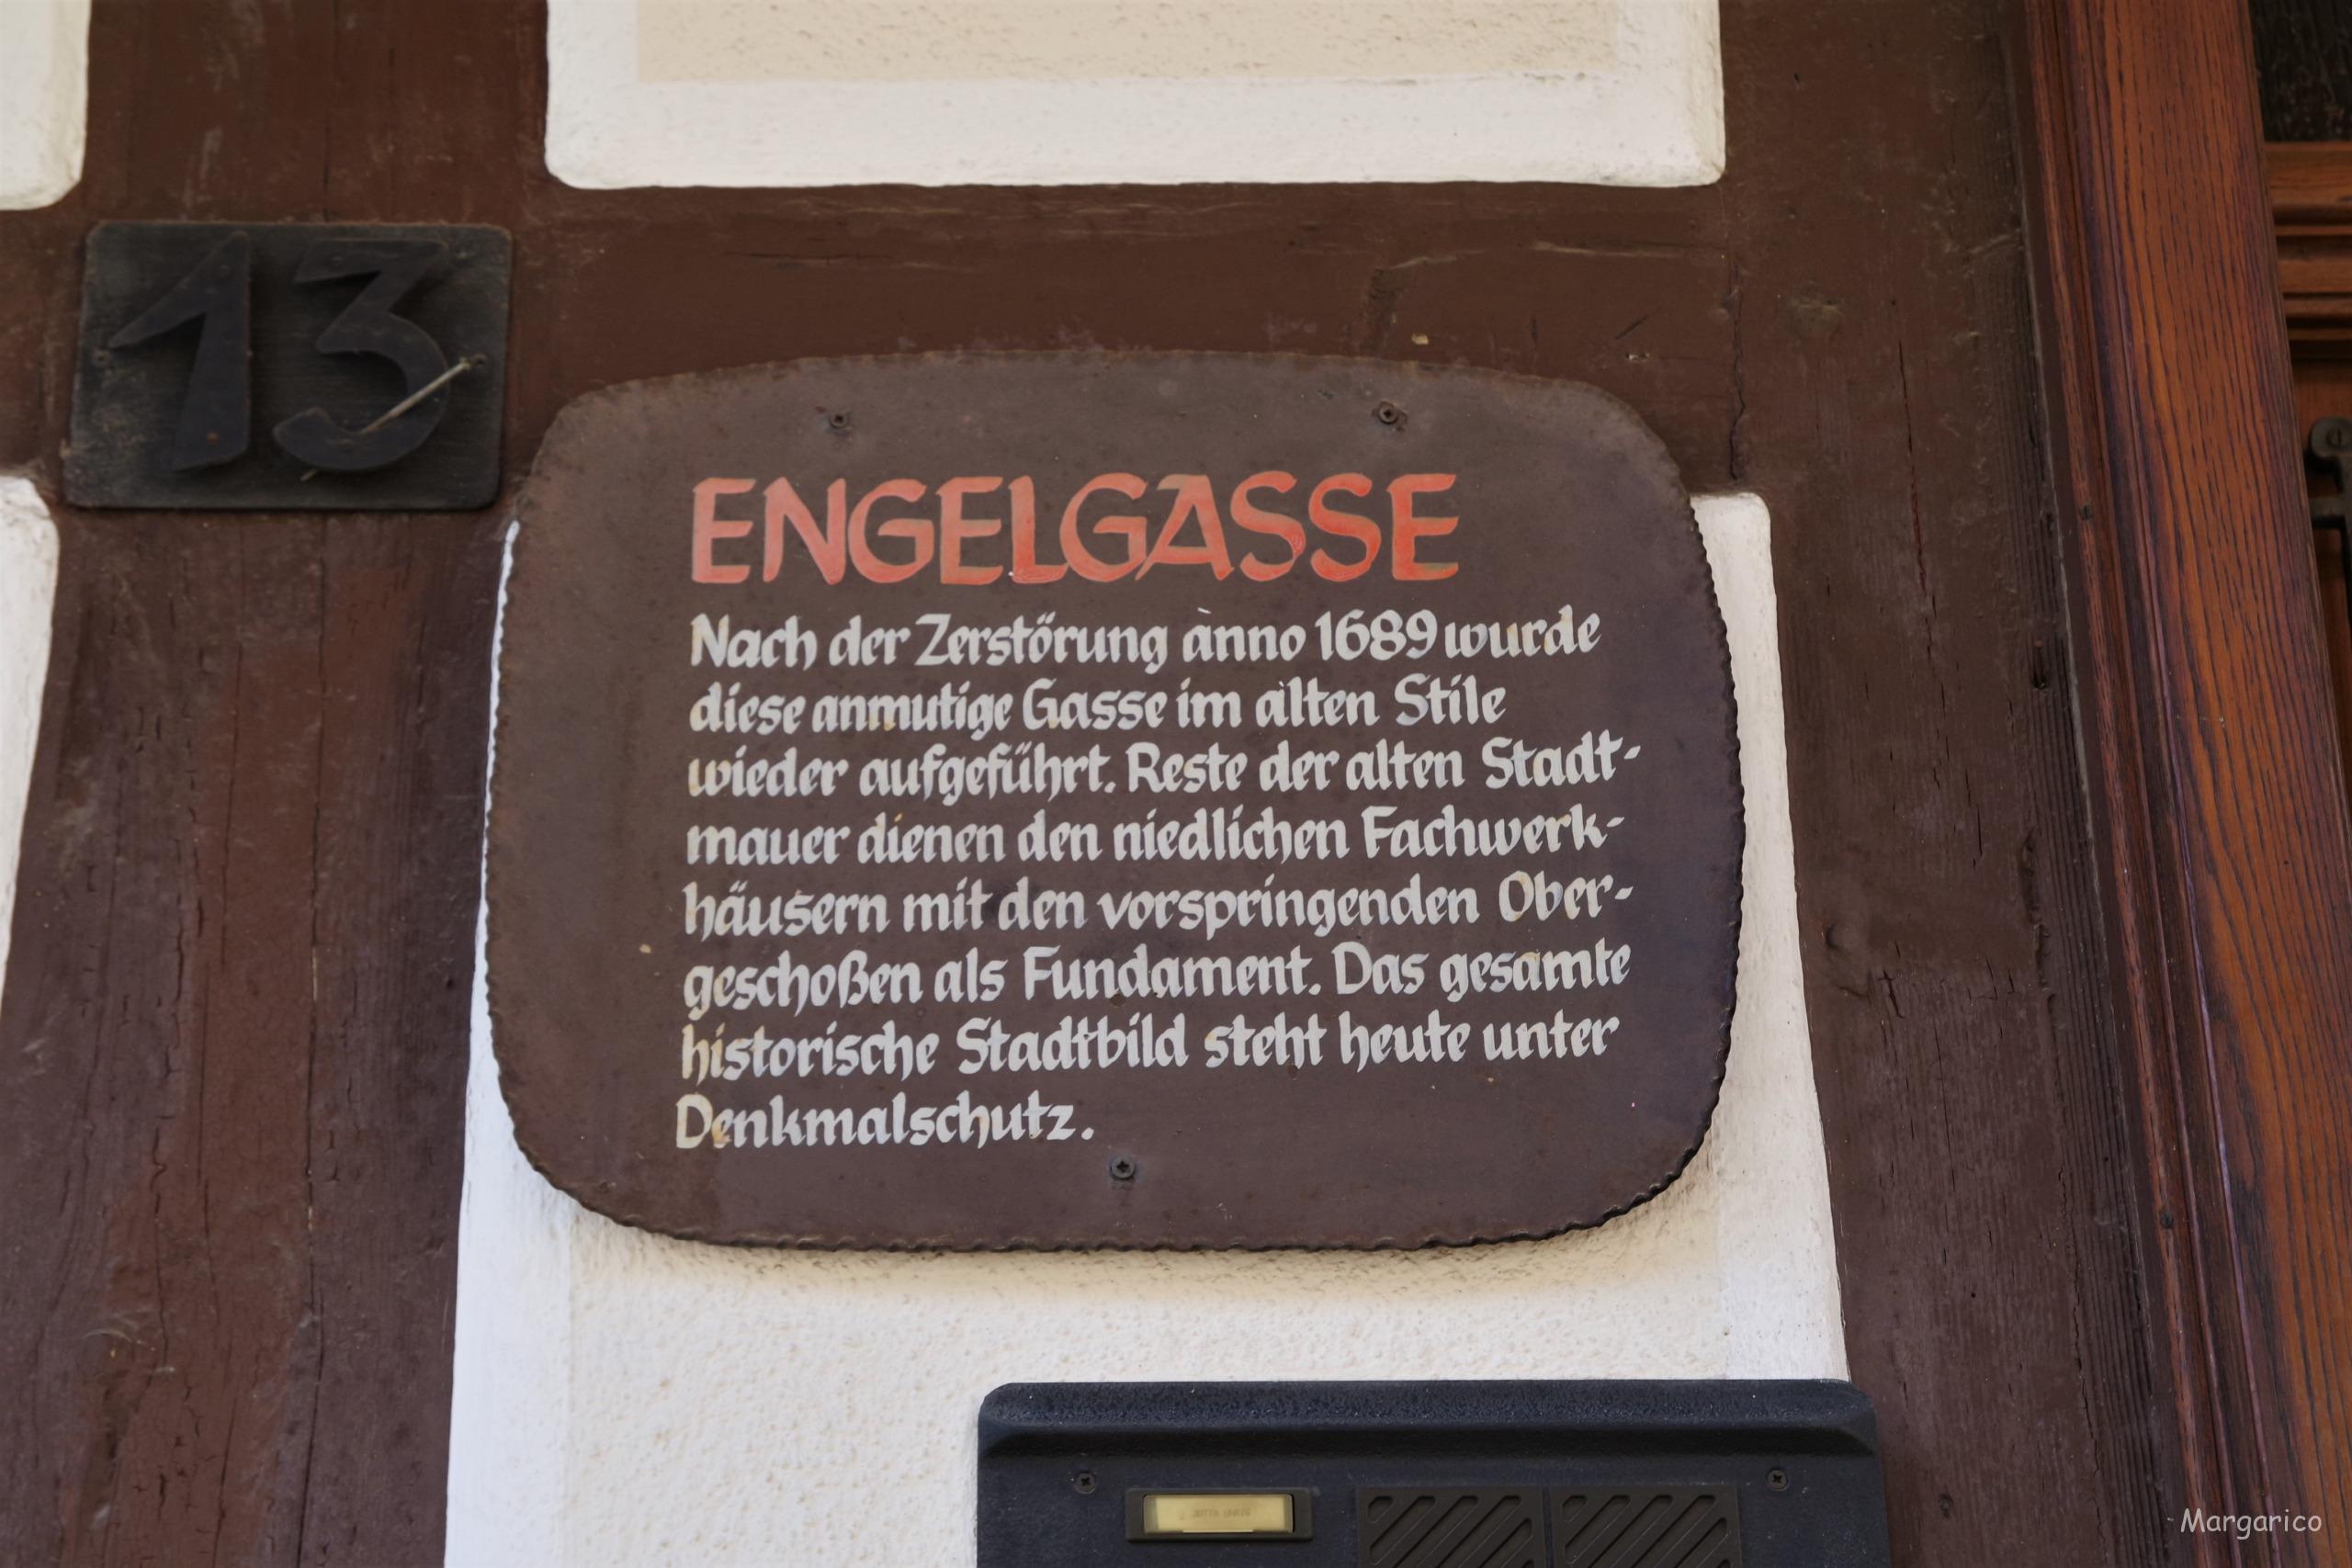 13
ENGELGASSE
Nach der Zerstörung anno 1689 wurde
diese anmutige Gasse im alten Stile
wieder aufgeführt. Reste der alten Stadt-
mauer dienen den niedlichen Fachwerk-
häusern mit den vorspringenden Ober-
geschoßen als Fundament. Das gesamte
historische Stadtbild steht heute unter
Denkmalschutz.
Margarico